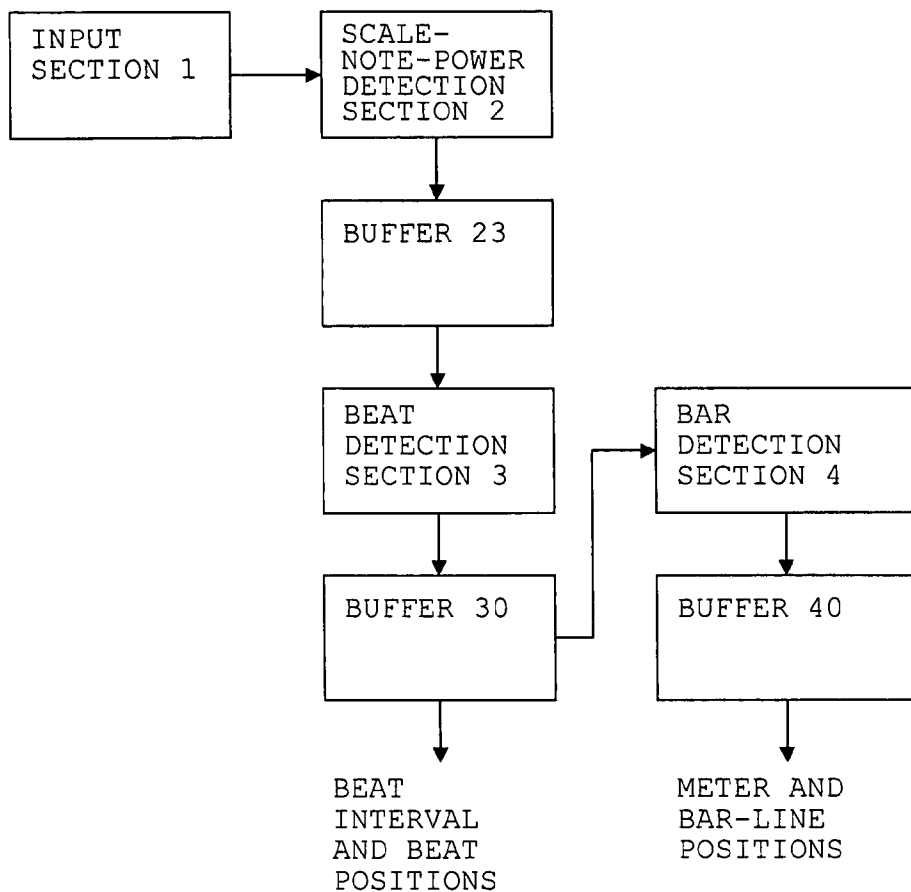 INPUT
SECTION 1
SCALE-
NOTE-POWER
DETECTION
SECTION 2
BUFFER 23
BEAT
DETECTION
SECTION 3
BAR
DETECTION
SECTION 4
BUFFER 30
BUFFER 40
BEAT
INTERVAL
AND BEAT
POSITIONS
METER AND
BAR-LINE
POSITIONS